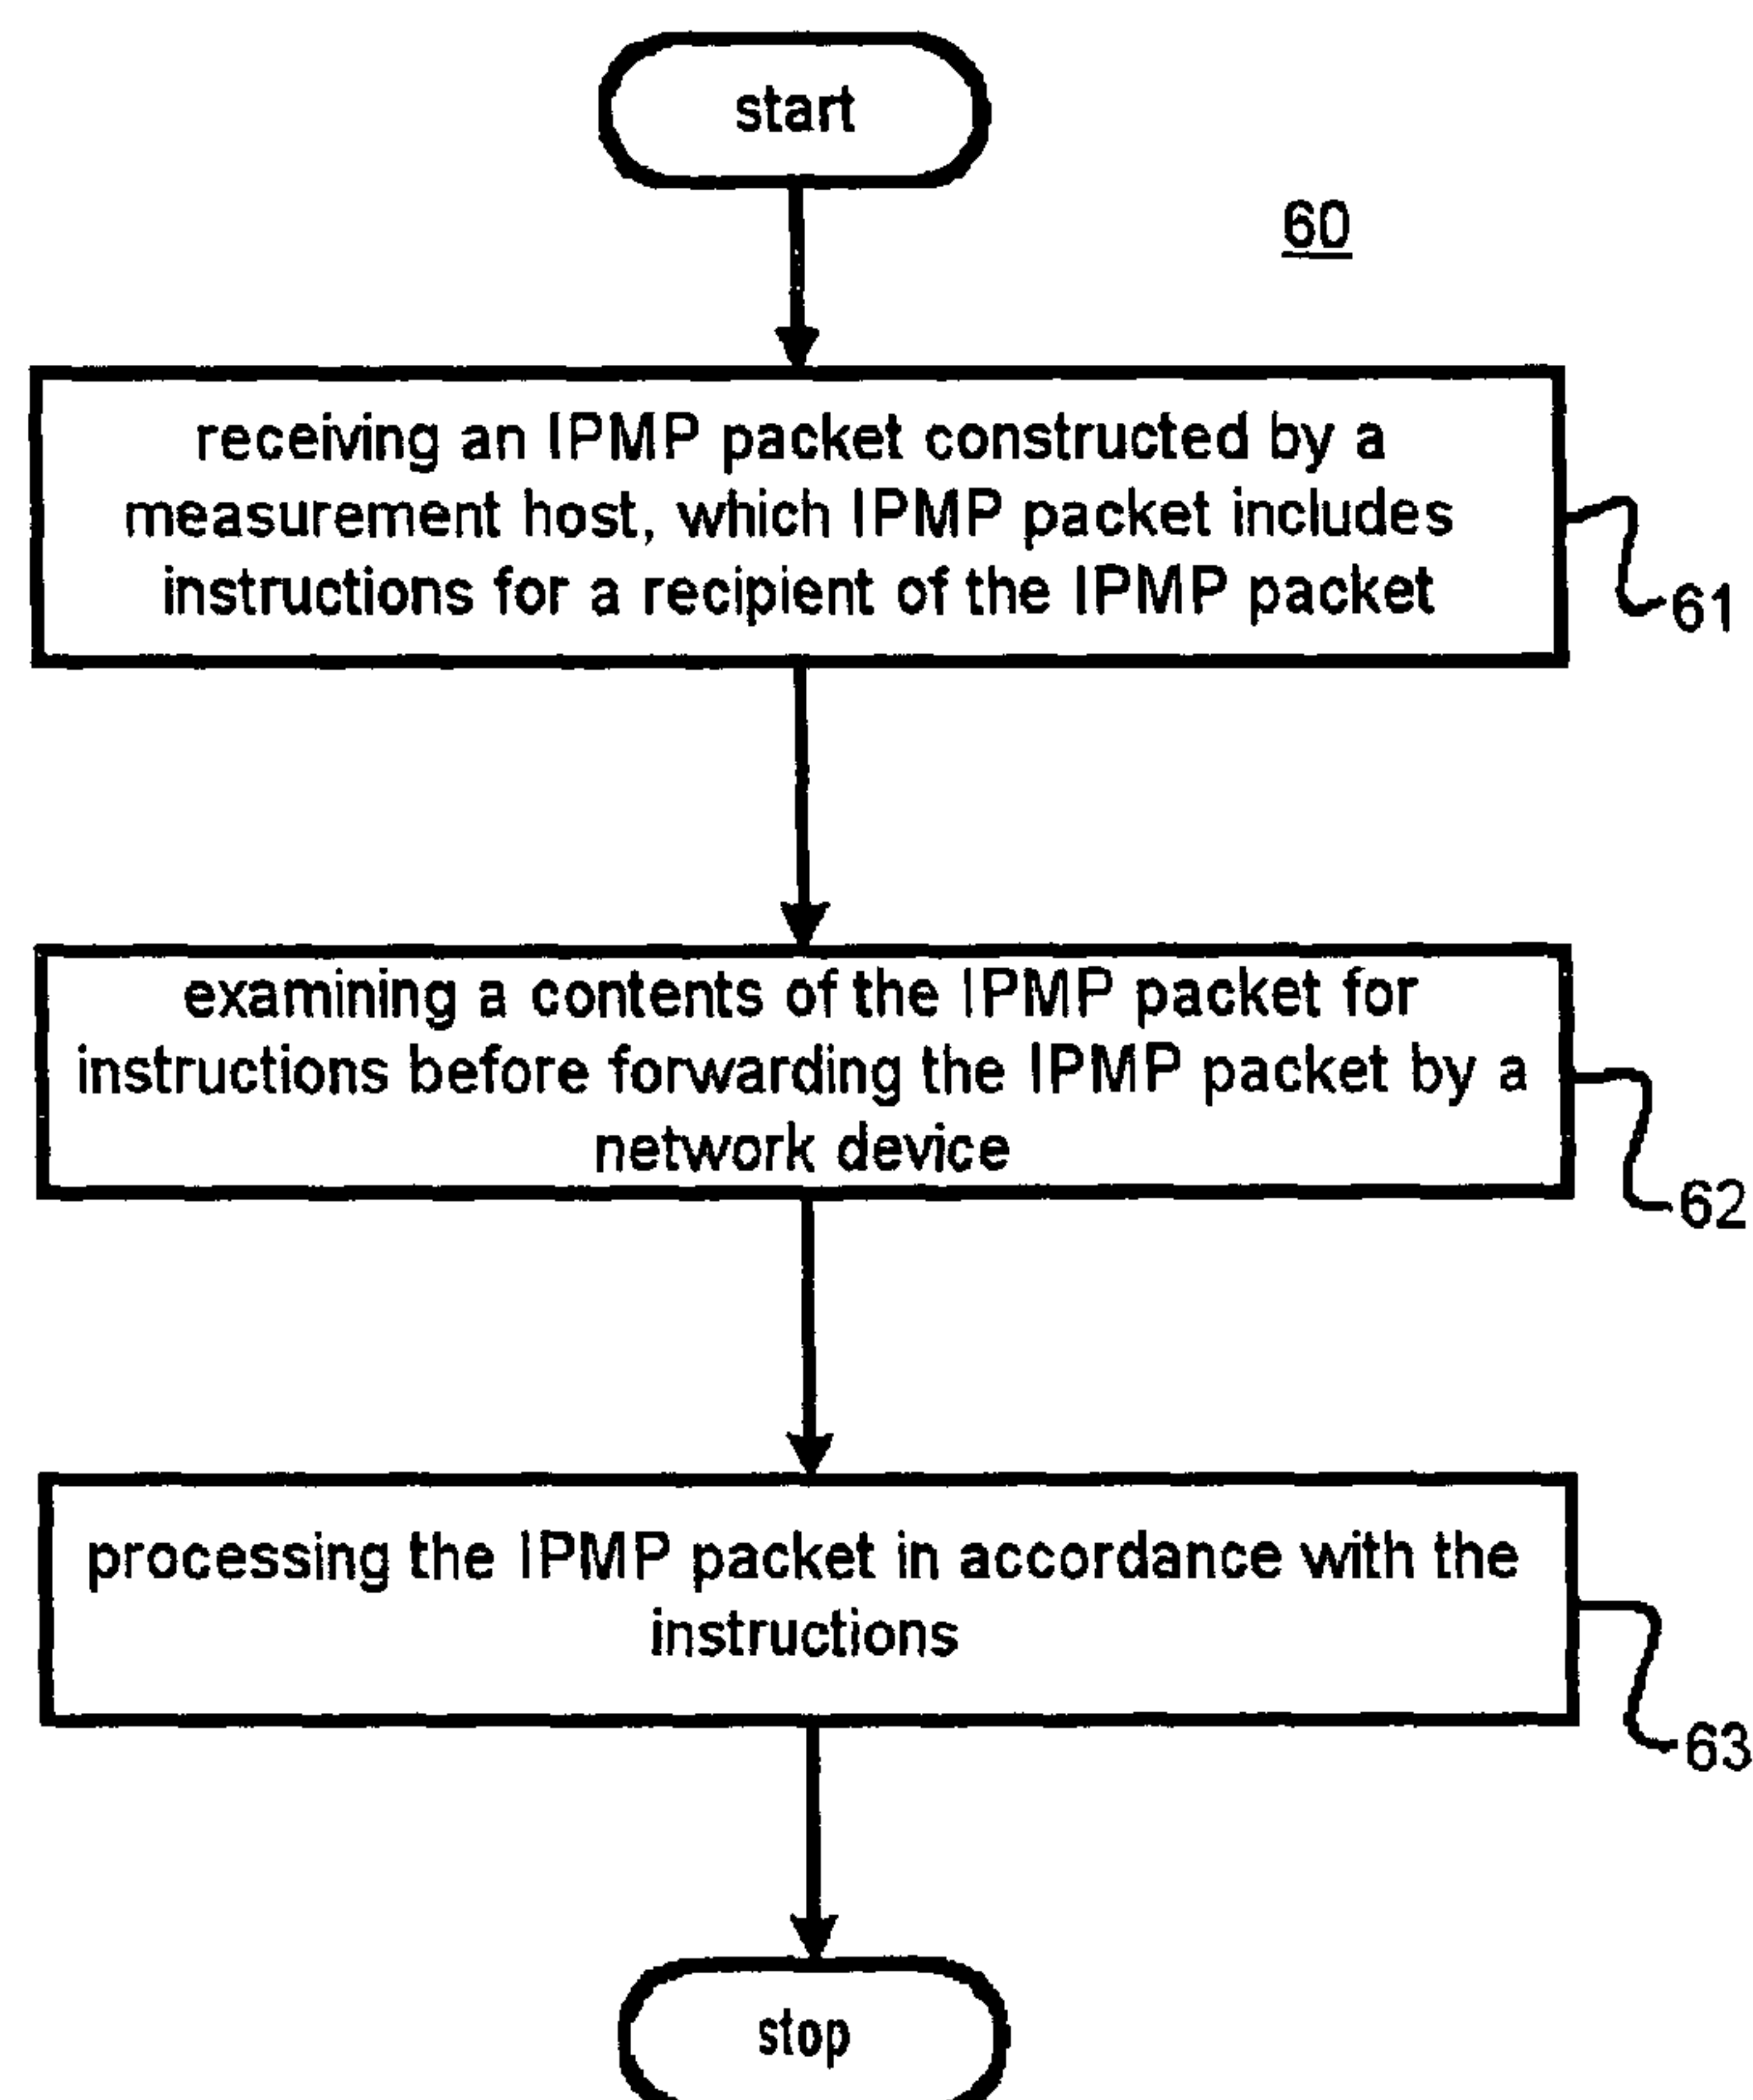 start
60
receiving an IPMP packet constructed by a
measurement host, which IPMP packet includes
instructions for a recipient of the IPMP packet
61
examining a contents of the IPMP packet for
instructions before forwarding the IPMP packet by a
network device
62
processing the IPMP packet in accordance with the
instructions
63
stop